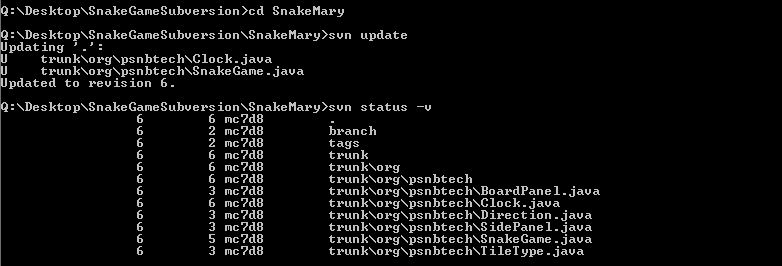 Q:\Desktop\SnakeGameSubversion>cd SnakeMary
Q:\Desktop\SnakeGameSubversion\SnakeMary>svn update
Updating '.':
U    trunk\org\psnbtech\Clock.java
U    trunk\org\psnbtech\SnakeGame.java
Updated to revision 6.
Q:\Desktop\SnakeGameSubversion\SnakeMary>svn status -v
                 6        6 mc7d8        .
                 6        2 mc7d8        branch
                 6        2 mc7d8        tags
                 6        6 mc7d8        trunk
                 6        6 mc7d8        trunk\org
                 6        6 mc7d8        trunk\org\psnbtech
                 6        3 mc7d8        trunk\org\psnbtech\BoardPanel.java
                 6        6 mc7d8        trunk\org\psnbtech\Clock.java
                 6        3 mc7d8        trunk\org\psnbtech\Direction.java
                 6        3 mc7d8        trunk\org\psnbtech\SidePanel.java
                 6        5 mc7d8        trunk\org\psnbtech\SnakeGame.java
                 6        3 mc7d8        trunk\org\psnbtech\TileType.java